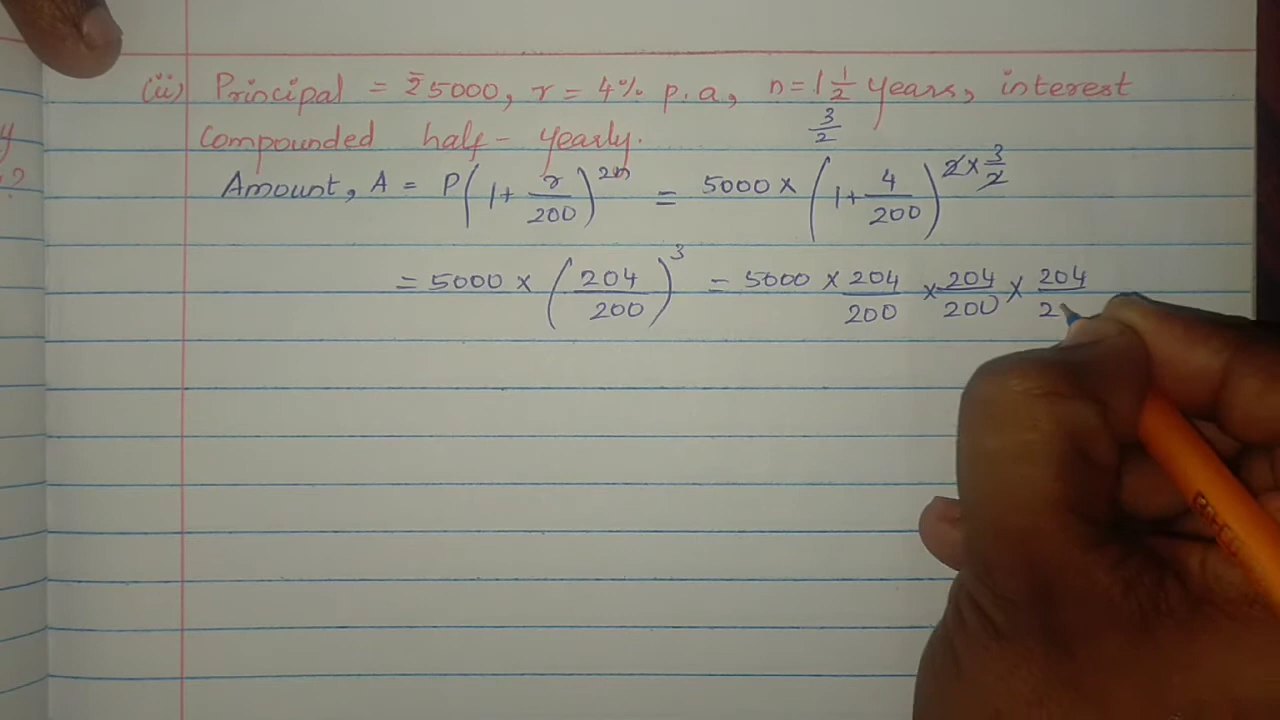 (ii) Principal = ₹5000, r = 4% p.a, n = 1 1/2 years, interest
3/2
compounded half-yearly.
Amount, A = P(1 + r/200)^2n = 5000 × (1 + 4/200)^2×3/2
= 5000 × (204/200)^3 = 5000 × 204/200 × 204/200 × 204/2
y
?